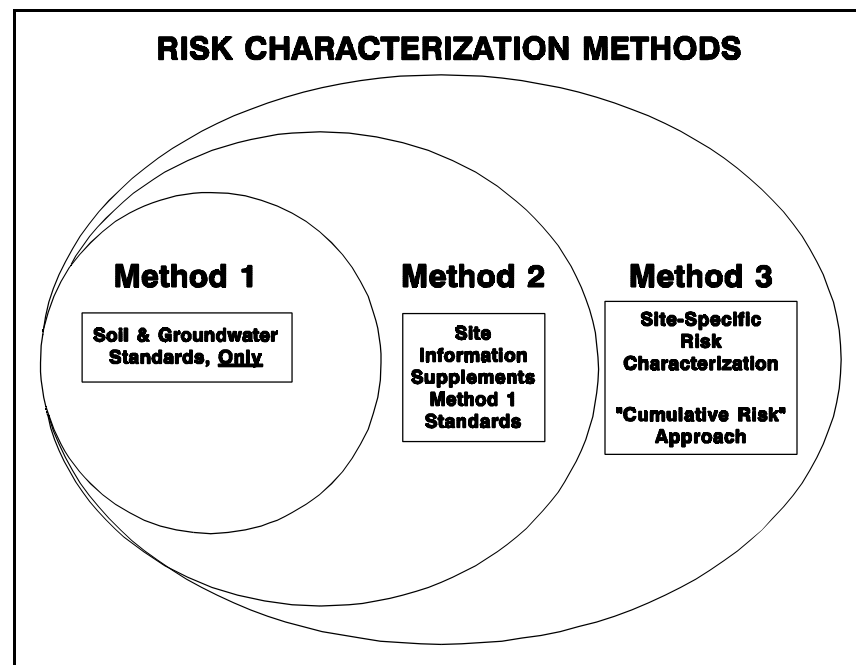 RISK CHARACTERIZATION METHODS
Method 1
Soil & Groundwater
Standards, Only
Method 2
Site
Information
Supplements
Method 1
Standards
Method 3
Site-Specific
Risk
Characterization
"Cumulative Risk"
Approach